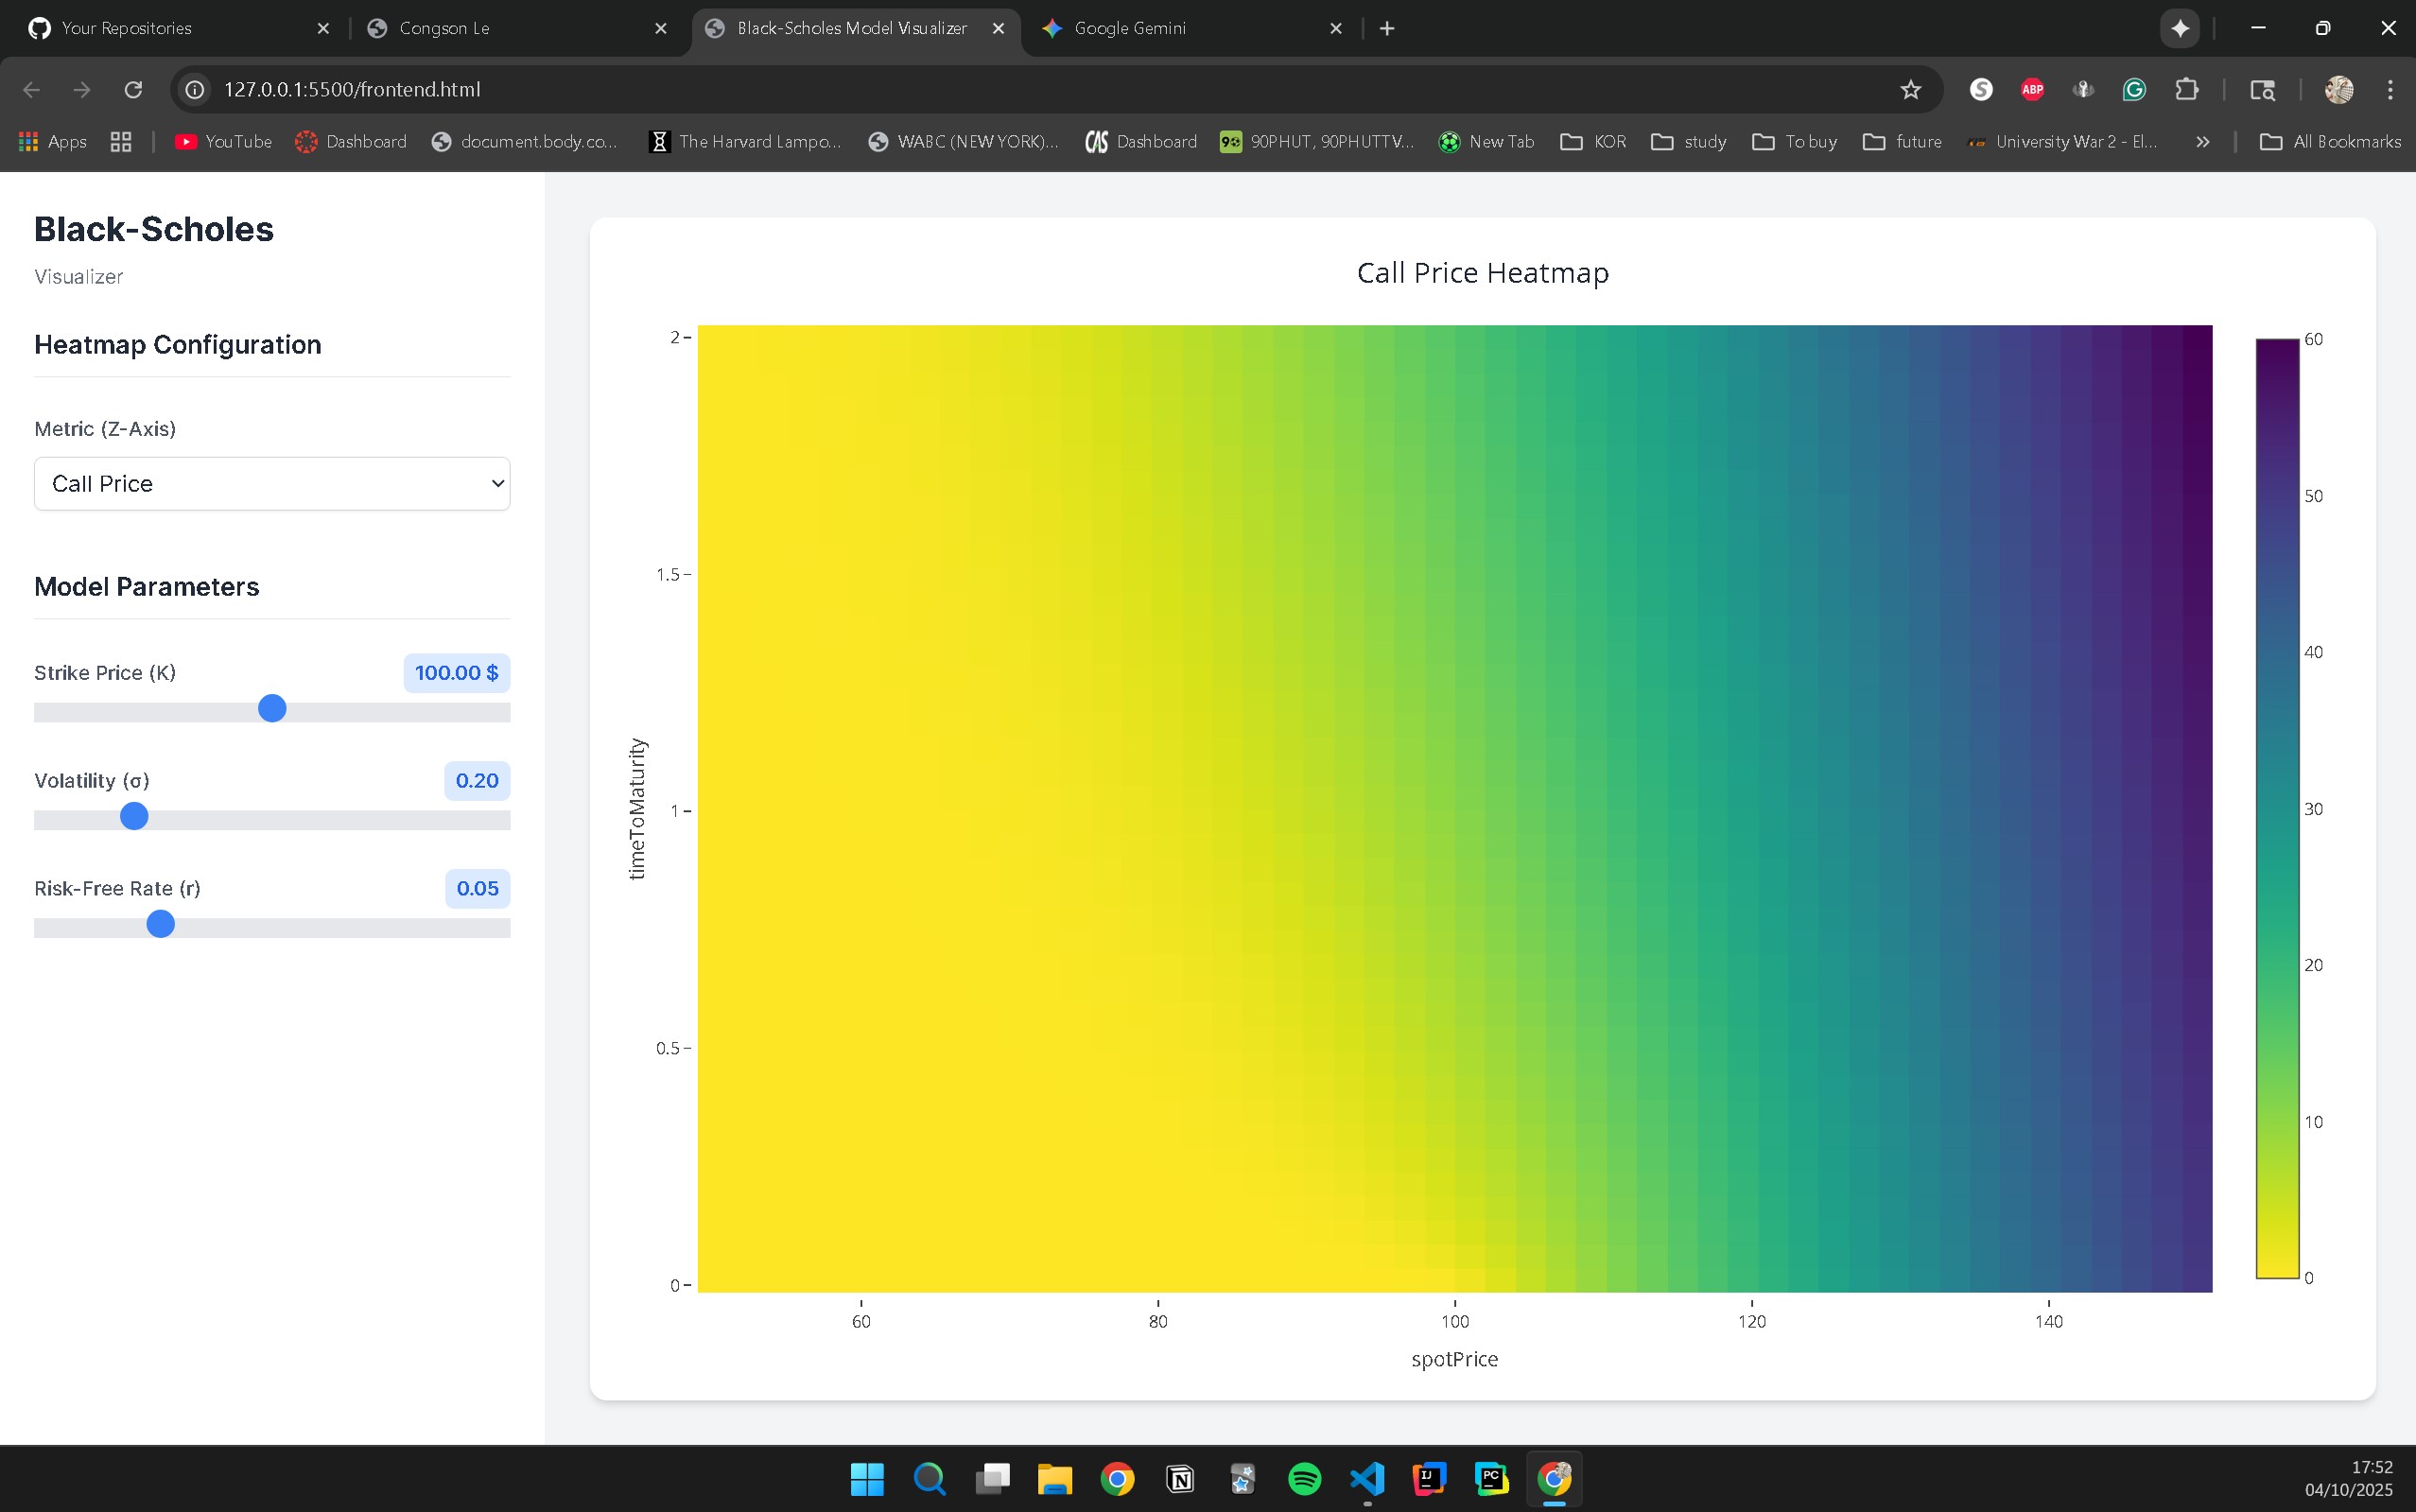 Your Repositories
Congson Le
Black-Scholes Model Visualizer
Google Gemini
127.0.0.1:5500/frontend.html
ABP
Apps
YouTube
Dashboard
document.body.co...
The Harvard Lampo...
WABC (NEW YORK)...
CAS Dashboard
90PHUT, 90PHUTTV...
New Tab
KOR
study
To buy
future
University War 2 - El...
All Bookmarks
Black-Scholes
Visualizer
Heatmap Configuration
Metric (Z-Axis)
Call Price
Model Parameters
Strike Price (K) 100.00 $
Volatility (σ) 0.20
Risk-Free Rate (r) 0.05
Call Price Heatmap
2
1.5
1
0.5
0
timeToMaturity
60 80 100 120 140
spotPrice
60
50
40
30
20
10
0
IJ
PC
17:52
04/10/2025